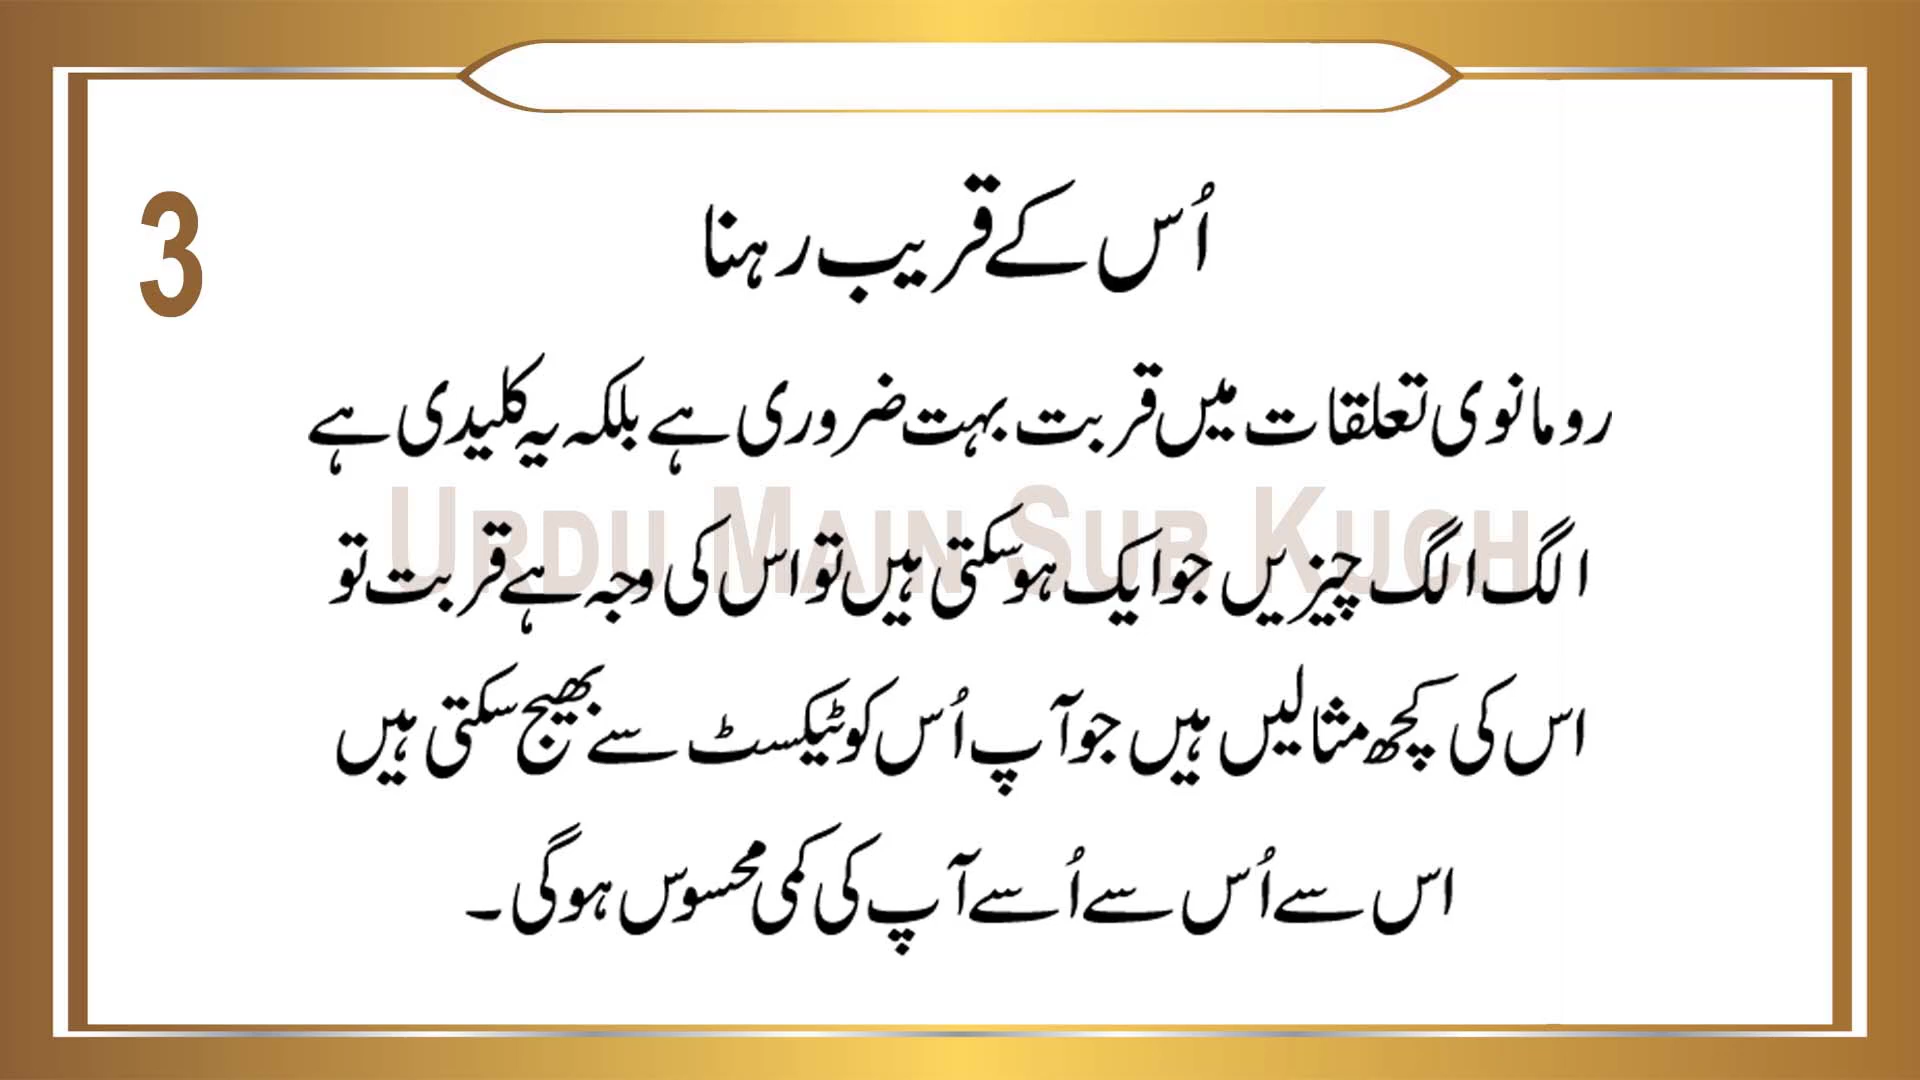 3
اُس کے قریب رہنا
رومانوی تعلقات میں قربت بہت ضروری ہے بلکہ یہ کلیدی ہے
الگ الگ چیزیں جو ایک ہو سکتی ہیں تو اس کی وجہ ہے قربت تو
اس کی کچھ مثالیں ہیں جو آپ اُس کو ٹیکسٹ سے بھیج سکتی ہیں
اس سے اُس سے اُسے آپ کی کمی محسوس ہو گی۔
URDU MAIN SUB KUCH